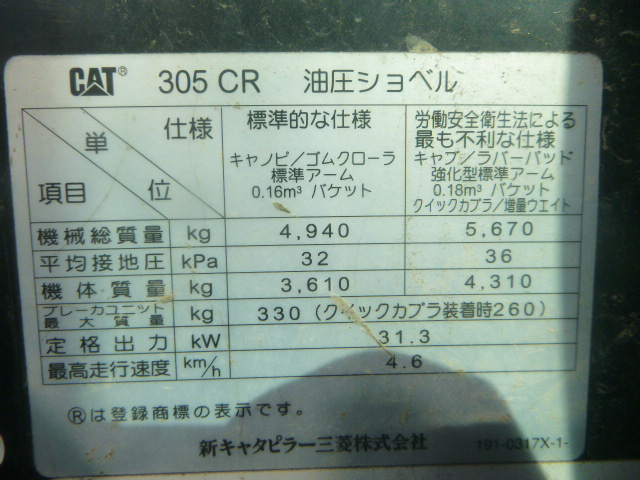 CAT® 305 CR 油圧ショベル
単位 仕様 項目 標準的な仕様 労働安全衛生法による
最も不利な仕様
キャノピ／ゴムクローラ キャブ／ラバーパッド
標準アーム 強化型標準アーム
0.16m³ バケット 0.18m³ バケット
クイックカプラ／増量ウエイト
機械総質量 kg 4,940 5,670
平均接地圧 kPa 32 36
機体質量 kg 3,610 4,310
ブレーカユニット
最大質量 kg 330 (クイックカプラ装着時260)
定格出力 kW 31.3
最高走行速度 km/h 4.6
®は登録商標の表示です。
新キャタピラー三菱株式会社 191-0317X-1-